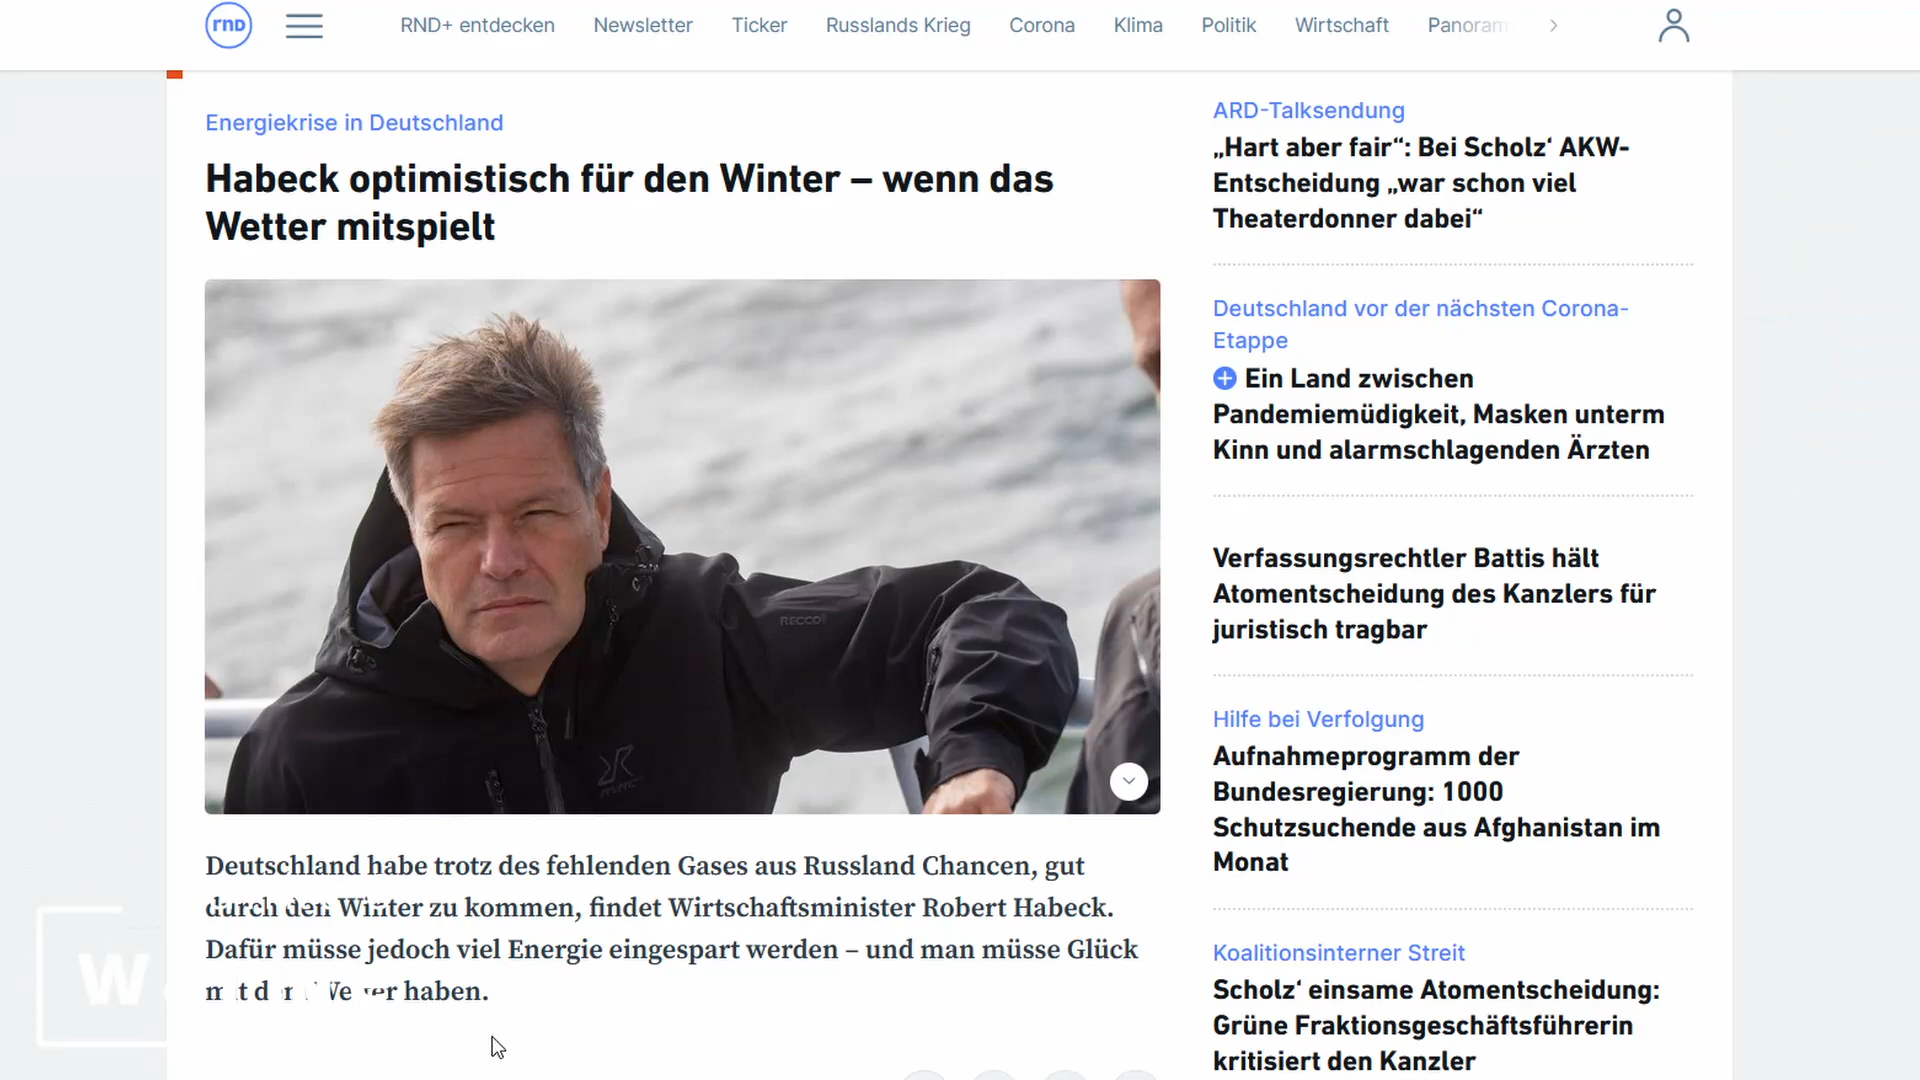 rnd
RND+ entdecken Newsletter Ticker Russlands Krieg Corona Klima Politik Wirtschaft Panoram
Energiekrise in Deutschland
Habeck optimistisch für den Winter – wenn das
Wetter mitspielt
RECCO
Deutschland habe trotz des fehlenden Gases aus Russland Chancen, gut
durch den Winter zu kommen, findet Wirtschaftsminister Robert Habeck.
Dafür müsse jedoch viel Energie eingespart werden – und man müsse Glück
mit dem Wetter haben.
W
ARD-Talksendung
„Hart aber fair“: Bei Scholz‘ AKW-
Entscheidung „war schon viel
Theaterdonner dabei“
Deutschland vor der nächsten Corona-
Etappe
Ein Land zwischen
Pandemiemüdigkeit, Masken unterm
Kinn und alarmschlagenden Ärzten
Verfassungsrechtler Battis hält
Atomentscheidung des Kanzlers für
juristisch tragbar
Hilfe bei Verfolgung
Aufnahmeprogramm der
Bundesregierung: 1000
Schutzsuchende aus Afghanistan im
Monat
Koalitionsinterner Streit
Scholz‘ einsame Atomentscheidung:
Grüne Fraktionsgeschäftsführerin
kritisiert den Kanzler